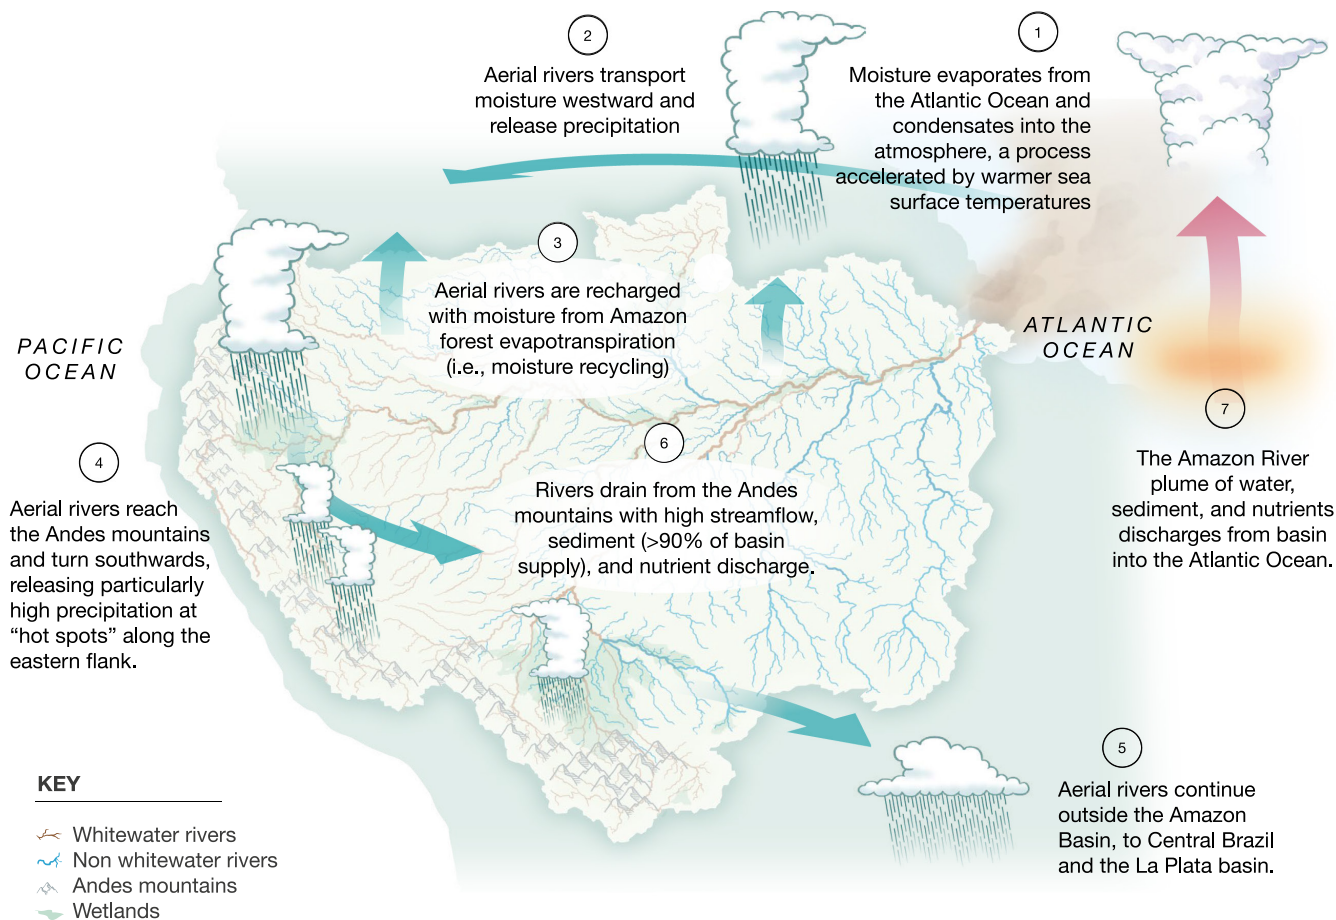 1
Moisture evaporates from
the Atlantic Ocean and
condensates into the
atmosphere, a process
accelerated by warmer sea
surface temperatures
2
Aerial rivers transport
moisture westward and
release precipitation
3
Aerial rivers are recharged
with moisture from Amazon
forest evapotranspiration
(i.e., moisture recycling)
PACIFIC
OCEAN
ATLANTIC
OCEAN
4
Aerial rivers reach
the Andes mountains
and turn southwards,
releasing particularly
high precipitation at
“hot spots” along the
eastern flank.
6
Rivers drain from the Andes
mountains with high streamflow,
sediment (>90% of basin
supply), and nutrient discharge.
7
The Amazon River
plume of water,
sediment, and nutrients
discharges from basin
into the Atlantic Ocean.
5
Aerial rivers continue
outside the Amazon
Basin, to Central Brazil
and the La Plata basin.
KEY
Whitewater rivers
Non whitewater rivers
Andes mountains
Wetlands